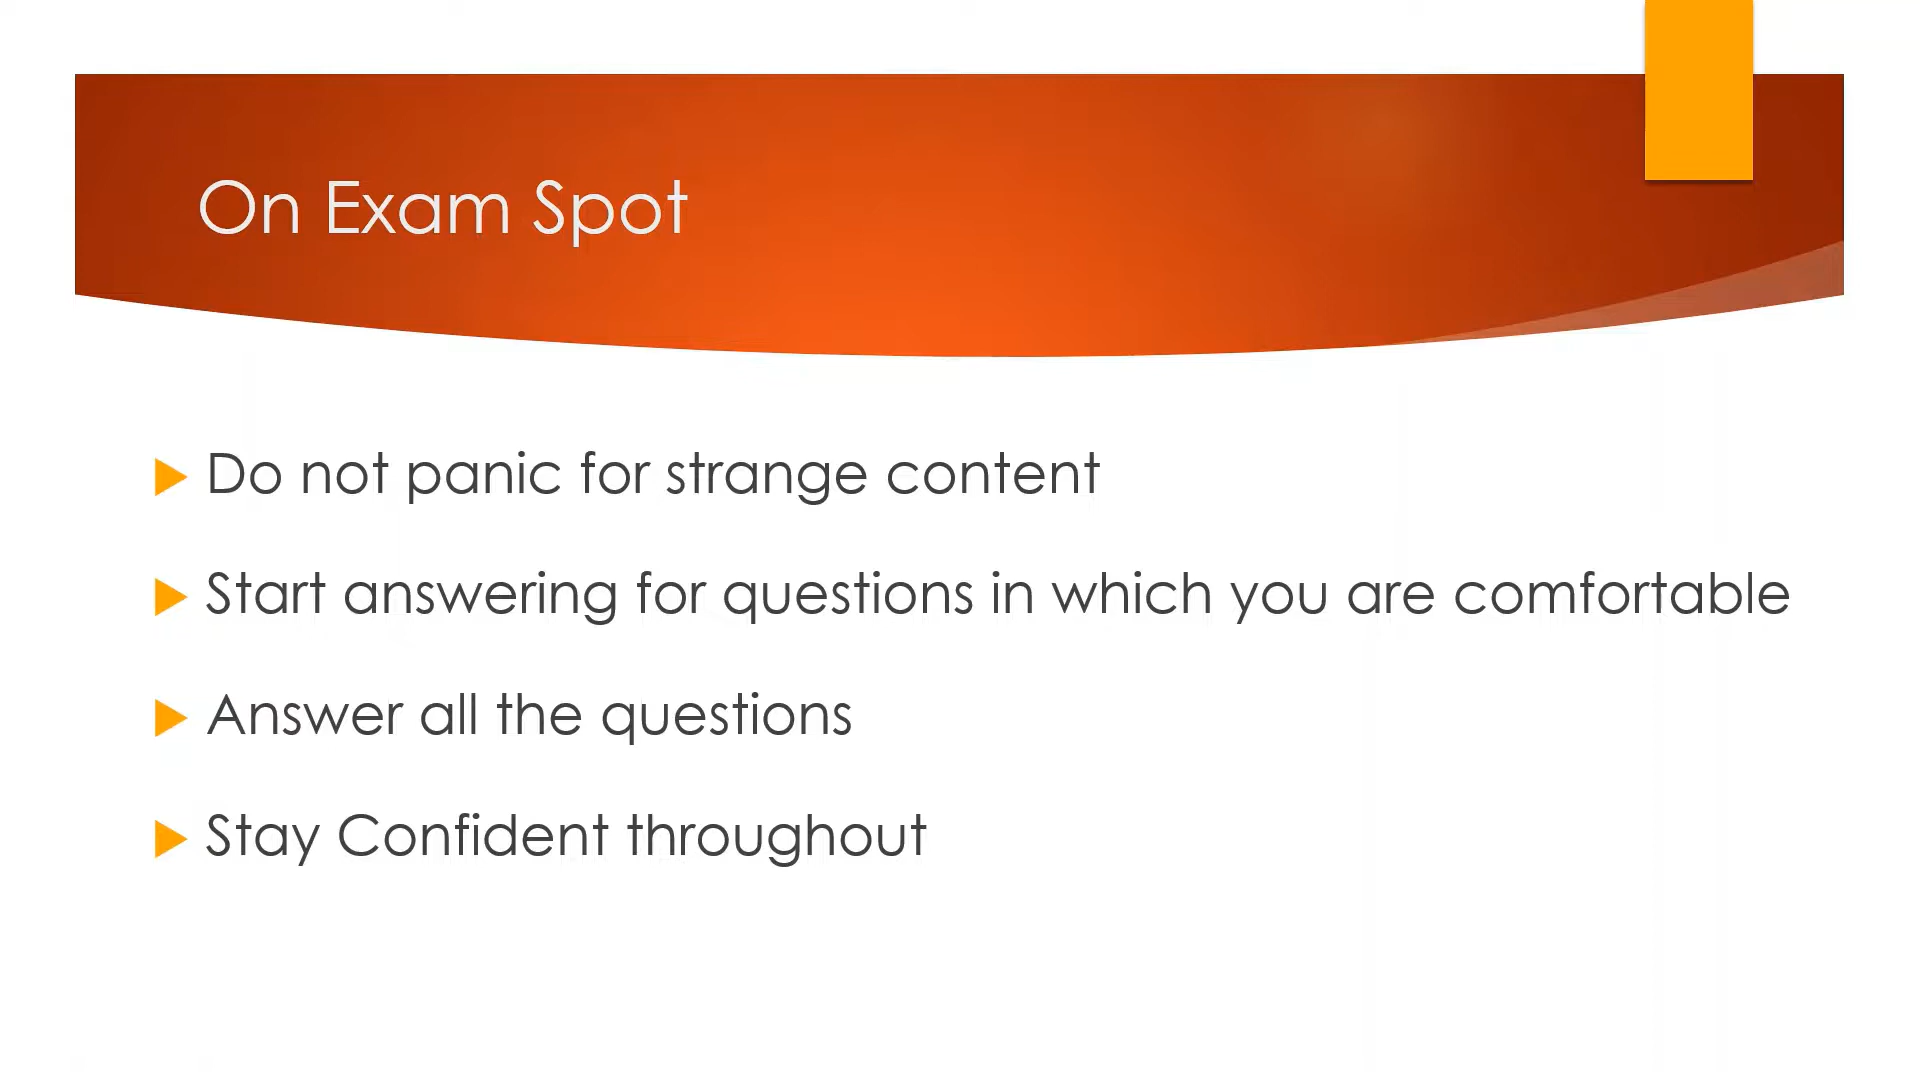 On Exam Spot
Do not panic for strange content
Start answering for questions in which you are comfortable
Answer all the questions
Stay Confident throughout